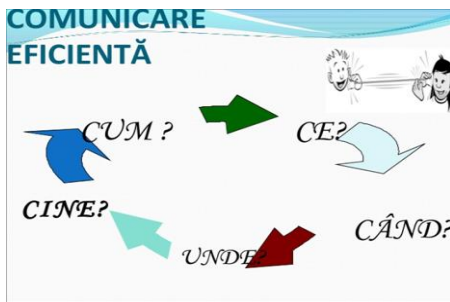 COMUNICARE
EFICIENTĂ
CUM ?
CE?
CINE?
CÂND?
UNDE?